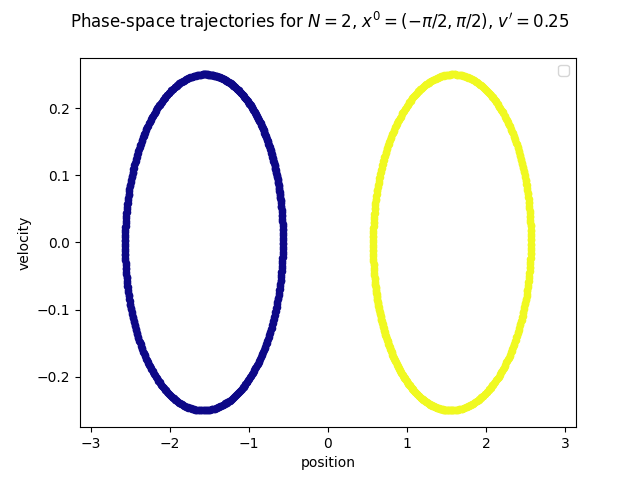 Phase-space trajectories for N = 2, x⁰ = (−π/2, π/2), v′ = 0.25
0.2
0.1
0.0
−0.1
−0.2
velocity
−3 −2 −1 0 1 2 3
position